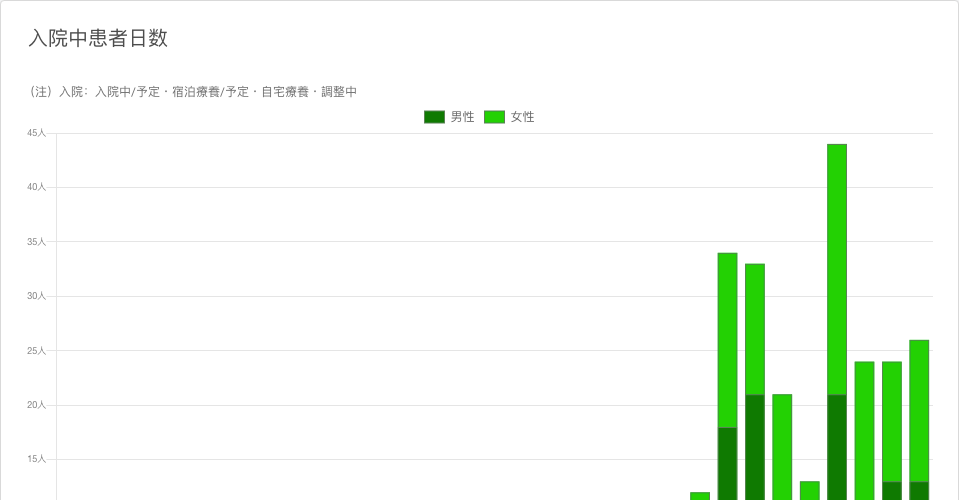 入院中患者日数
（注）入院： 入院中/予定・宿泊療養/予定・自宅療養・調整中
男性 女性
45人
40人
35人
30人
25人
20人
15人